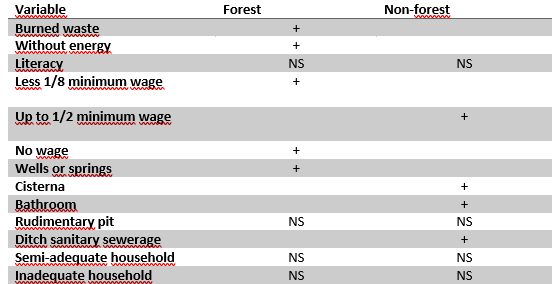 Variable Forest Non-forest
Burned waste +
Without energy +
Literacy NS NS
Less 1/8 minimum wage +
Up to 1/2 minimum wage +
No wage +
Wells or springs +
Cisterna +
Bathroom +
Rudimentary pit NS NS
Ditch sanitary sewerage +
Semi-adequate household NS NS
Inadequate household NS NS